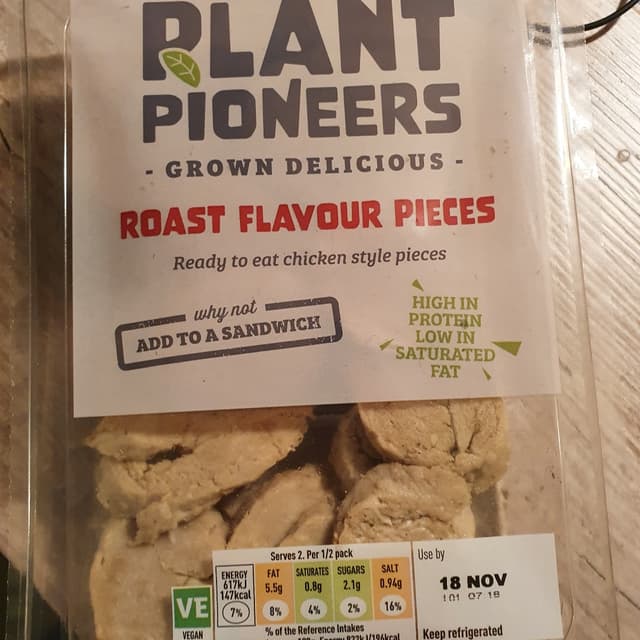 PLANT
PIONEERS
- GROWN DELICIOUS -
ROAST FLAVOUR PIECES
Ready to eat chicken style pieces
why not
ADD TO A SANDWICH
HIGH IN
PROTEIN
LOW IN
SATURATED
FAT
Serves 2. Per 1/2 pack
ENERGY
617kJ
147kcal
7%
FAT
5.5g
8%
SATURATES
0.8g
4%
SUGARS
2.1g
2%
SALT
0.94g
16%
% of the Reference Intakes
VE
VEGAN
Use by
18 NOV
Keep refrigerated